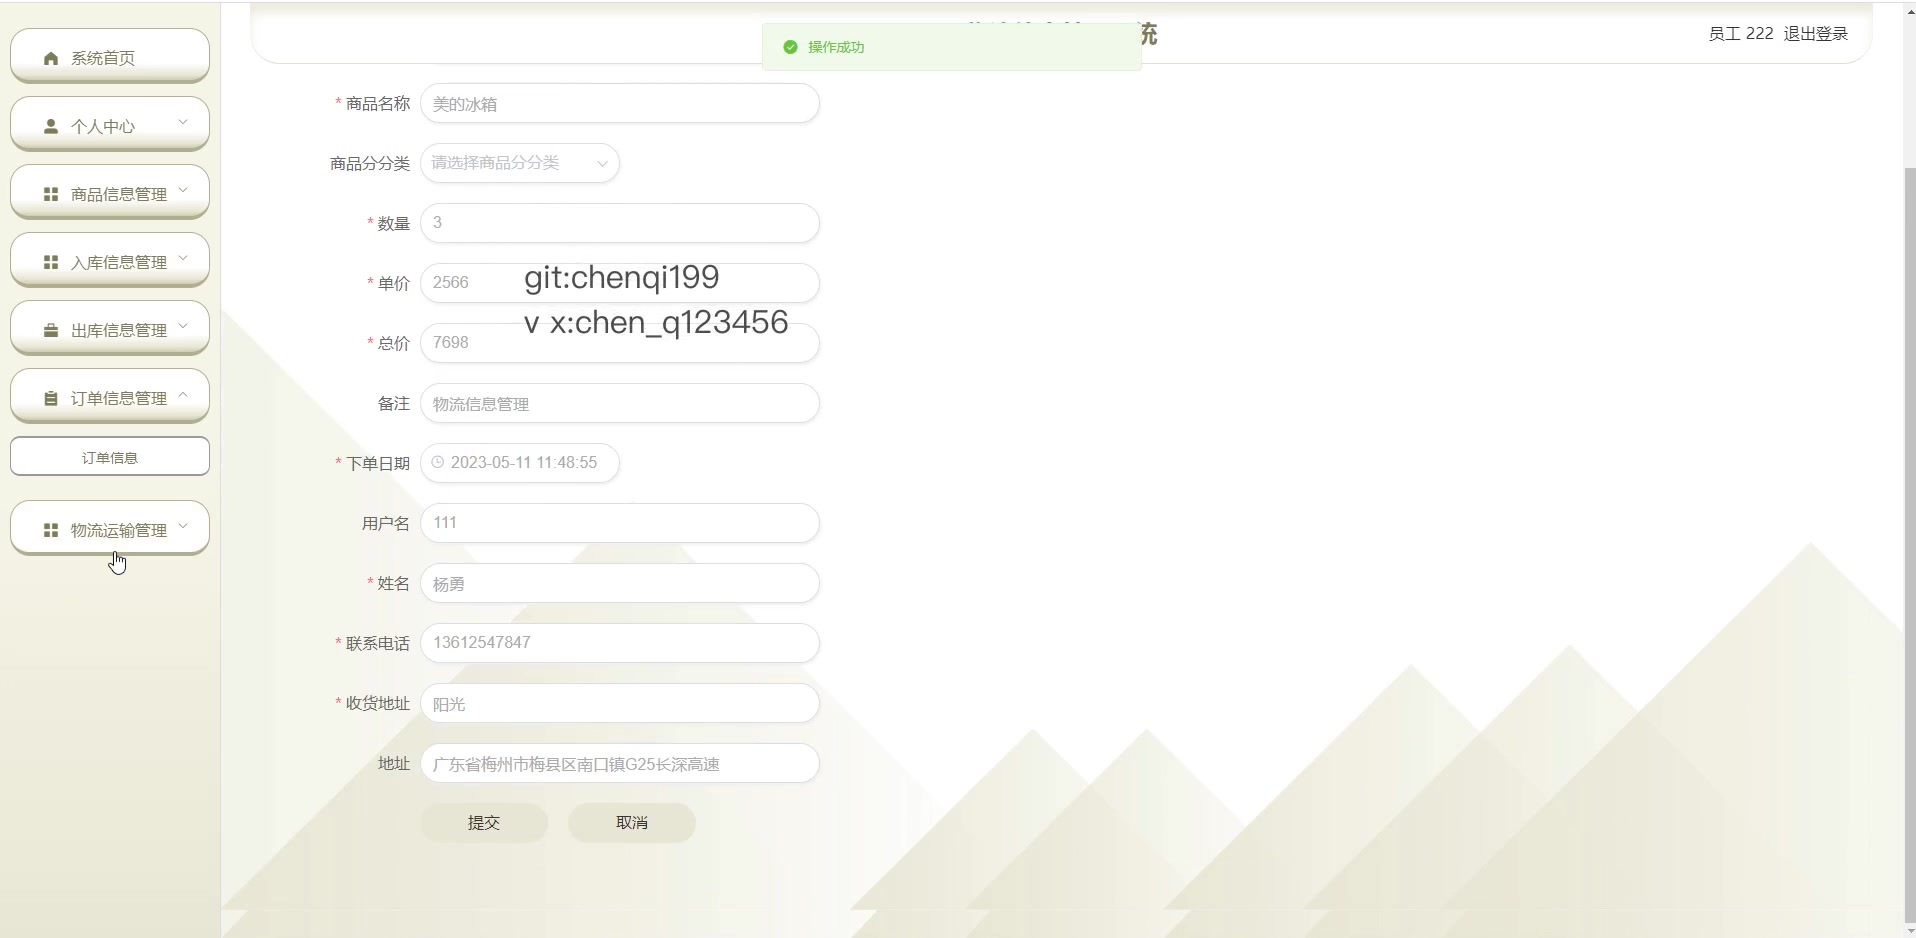 系统首页
个人中心
商品信息管理
入库信息管理
出库信息管理
订单信息管理
订单信息
物流运输管理
统
员工 222 退出登录
操作成功
* 商品名称 美的冰箱
商品分分类 请选择商品分分类
* 数量 3
* 单价 2566
git:chenqi199
v x:chen_q123456
* 总价 7698
备注 物流信息管理
* 下单日期 2023-05-11 11:48:55
用户名 111
* 姓名 杨勇
* 联系电话 13612547847
* 收货地址 阳光
地址 广东省梅州市梅县区南口镇G25长深高速
提交 取消